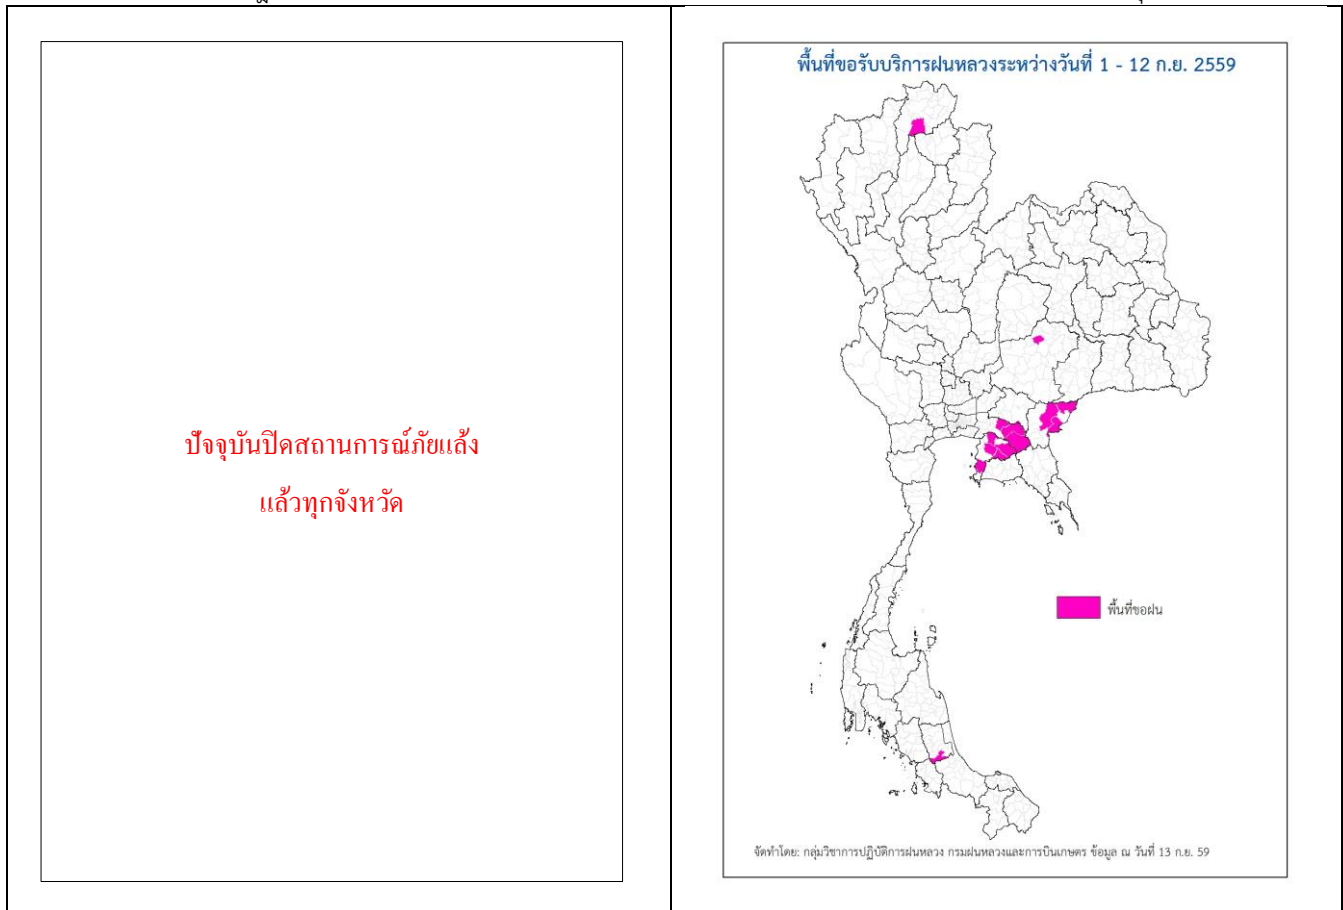 ปัจจุบันปิดสถานการณ์ภัยแล้ง
แล้วทุกจังหวัด
พื้นที่ขอรับบริการฝนหลวงระหว่างวันที่ 1 - 12 ก.ย. 2559
พื้นที่ขอฝน
จัดทำโดย: กลุ่มวิชาการปฏิบัติการฝนหลวง กรมฝนหลวงและการบินเกษตร ข้อมูล ณ วันที่ 13 ก.ย. 59